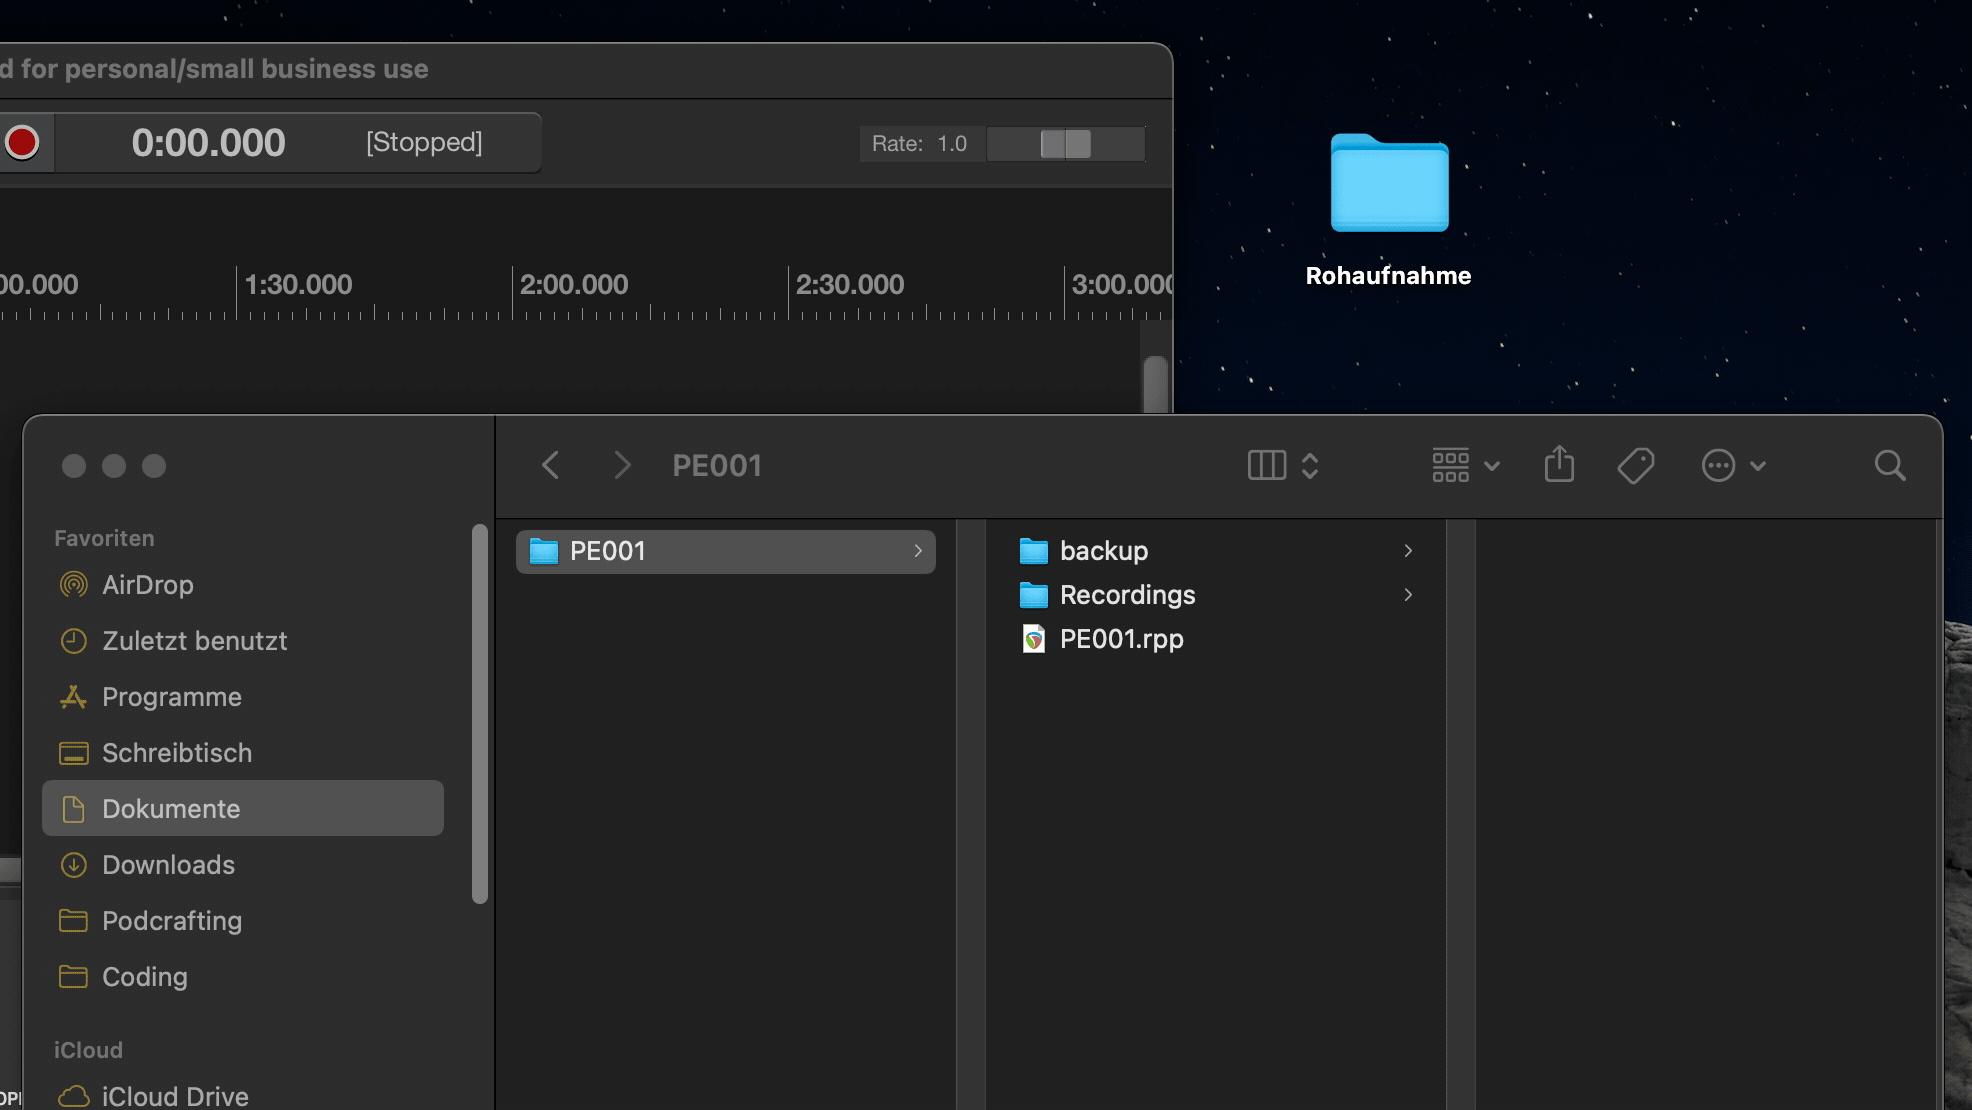 d for personal/small business use
0:00.000 [Stopped] Rate: 1.0
00.000 1:30.000 2:00.000 2:30.000 3:00.000
Rohaufnahme
PE001
Favoriten
AirDrop
Zuletzt benutzt
Programme
Schreibtisch
Dokumente
Downloads
Podcrafting
Coding
iCloud
iCloud Drive
PE001
backup
Recordings
PE001.rpp